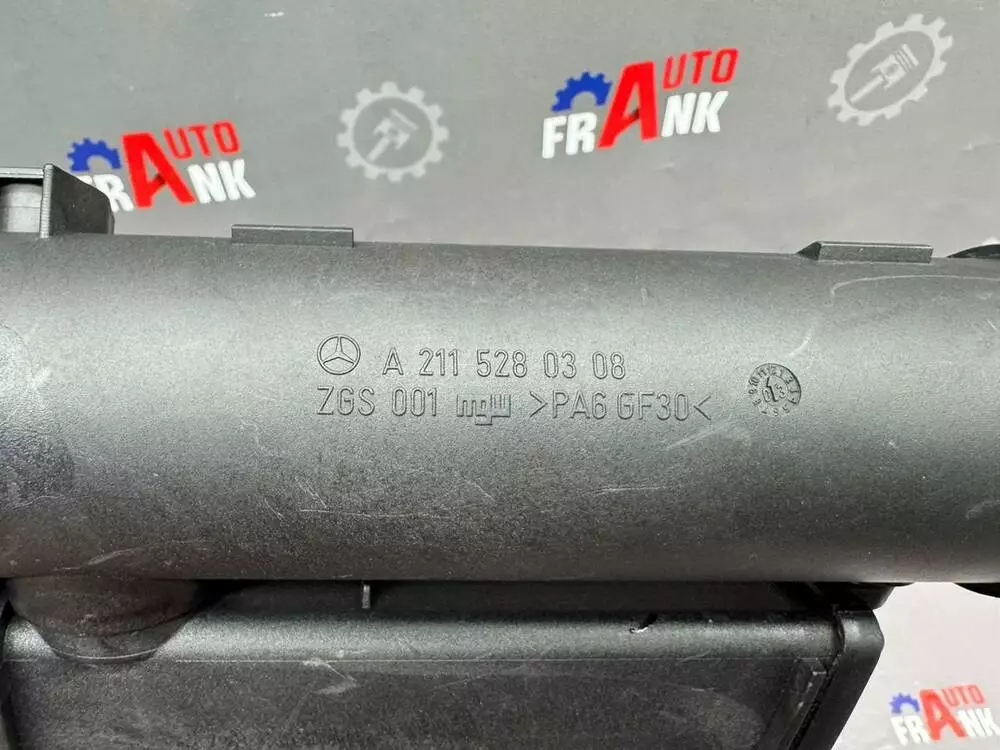 AUTO
FRANK
AUTO
FRANK
A 211 528 03 08
ZGS 001 >PA6 GF30<
AUTO
FRANK